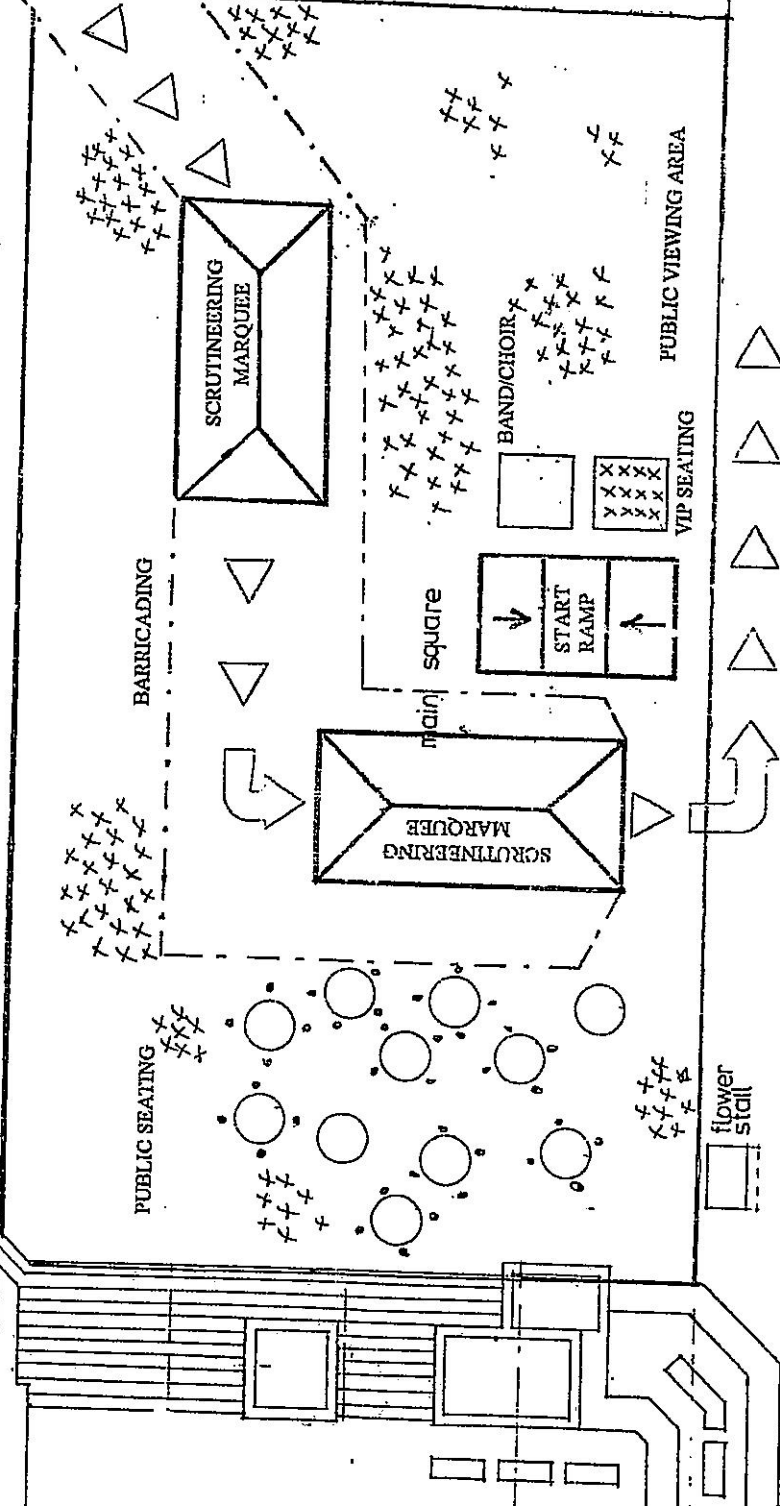 SCRUTINEERING
MARQUEE
PUBLIC VIEWING AREA
BAND/CHOIR
VIP SEATING
BARRICADING
main square
START
RAMP
SCRUTINEERING
MARQUEE
PUBLIC SEATING
flower
stall